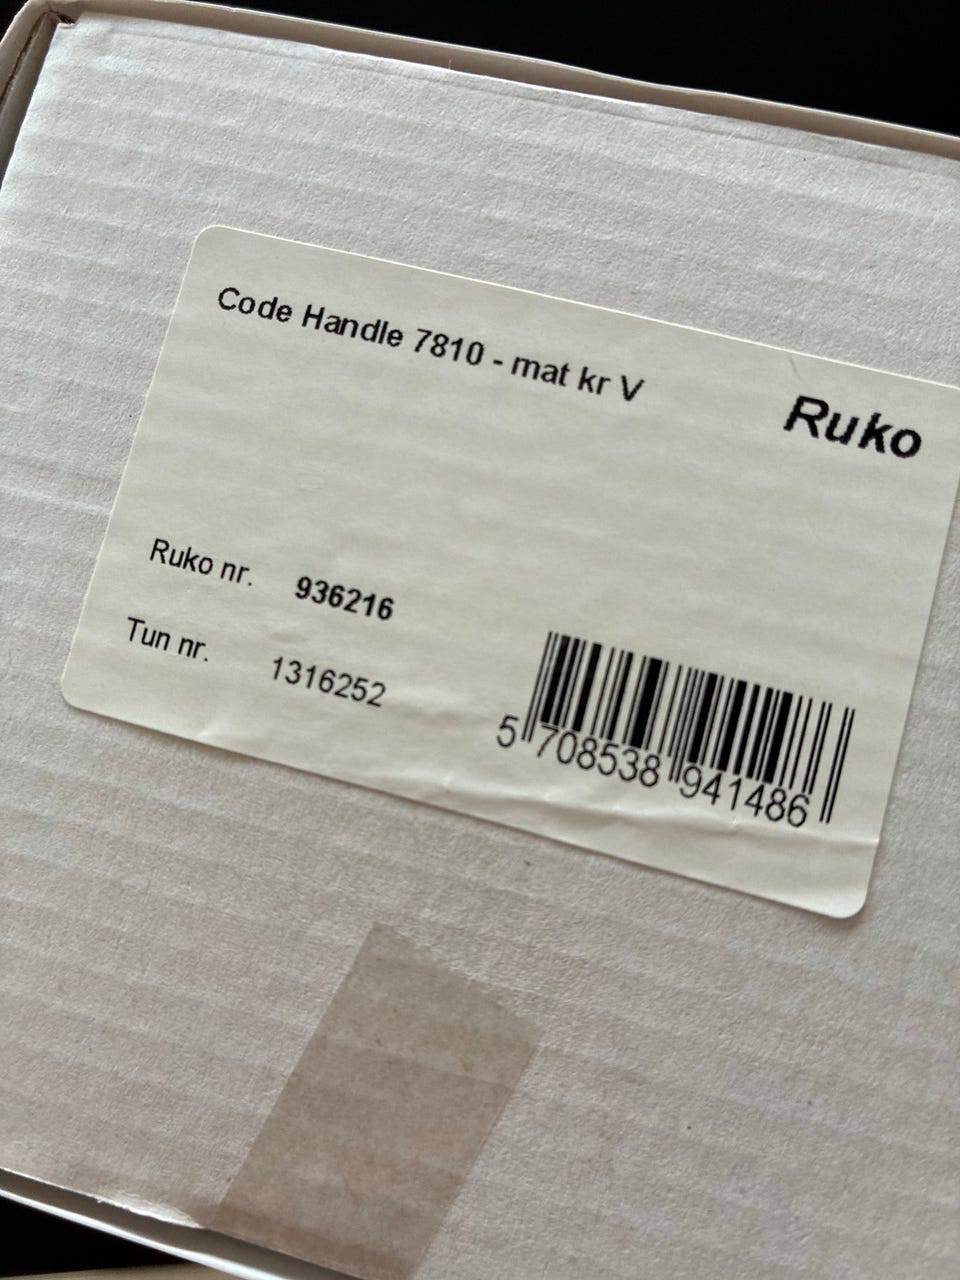 Code Handle 7810 - mat kr V
Ruko
Ruko nr. 936216
Tun nr. 1316252
5 708538 941486